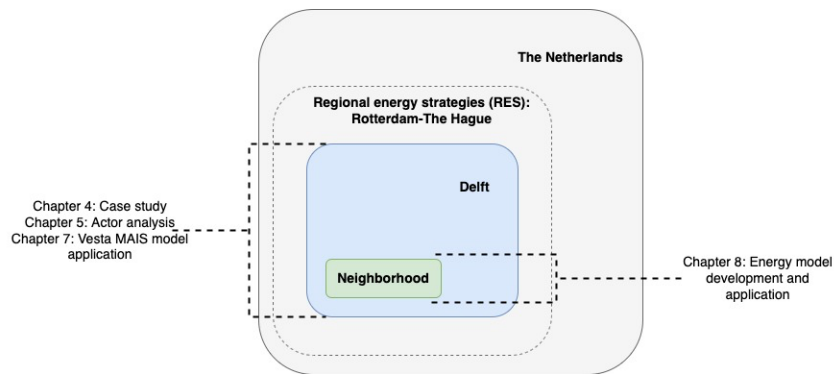 The Netherlands
Regional energy strategies (RES):
Rotterdam-The Hague
Delft
Chapter 4: Case study
Chapter 5: Actor analysis
Chapter 7: Vesta MAIS model
application
Neighborhood
Chapter 8: Energy model
development and
application